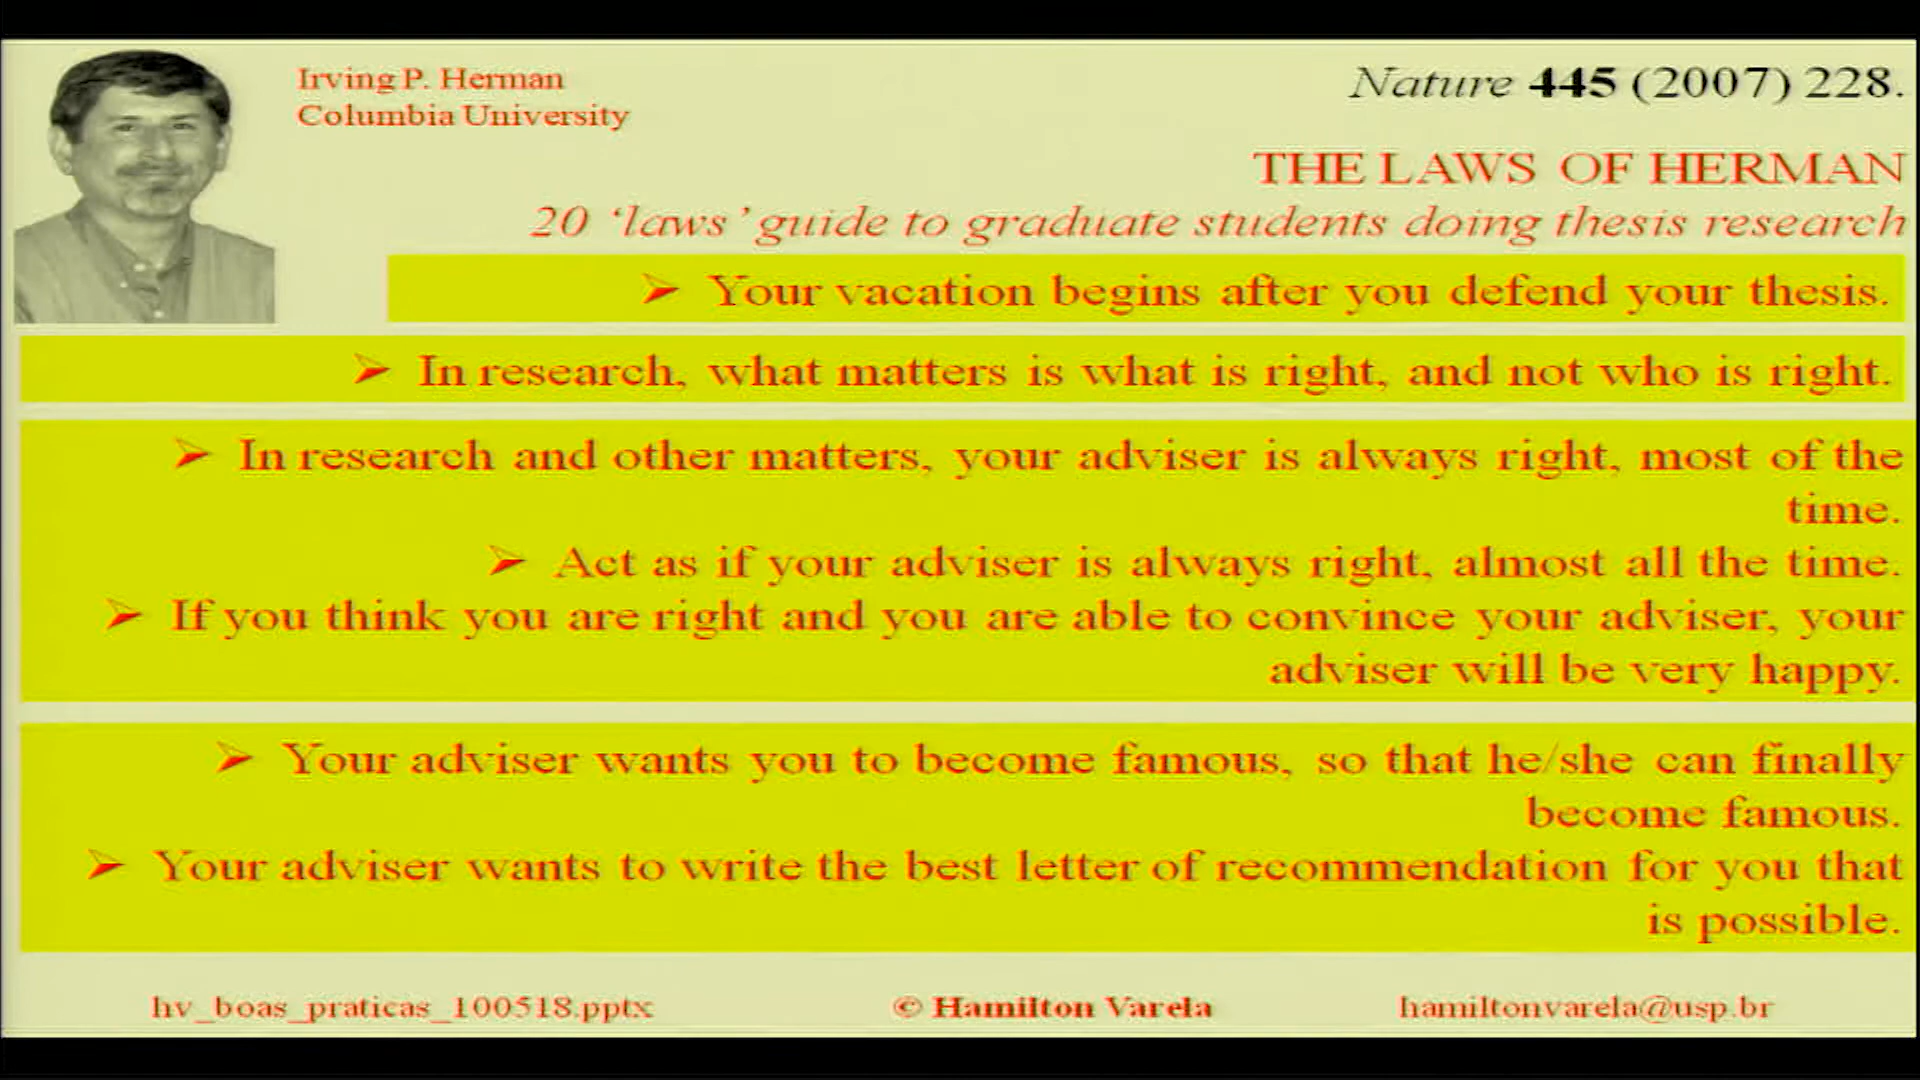 Irving P. Herman
Columbia University
Nature 445 (2007) 228.
THE LAWS OF HERMAN
20 ‘laws’ guide to graduate students doing thesis research
➢ Your vacation begins after you defend your thesis.
➢ In research, what matters is what is right, and not who is right.
➢ In research and other matters, your adviser is always right, most of the
time.
➢ Act as if your adviser is always right, almost all the time.
➢ If you think you are right and you are able to convince your adviser, your
adviser will be very happy.
➢ Your adviser wants you to become famous, so that he/she can finally
become famous.
➢ Your adviser wants to write the best letter of recommendation for you that
is possible.
hv_boas_praticas_100518.pptx
© Hamilton Varela
hamiltonvarela@usp.br